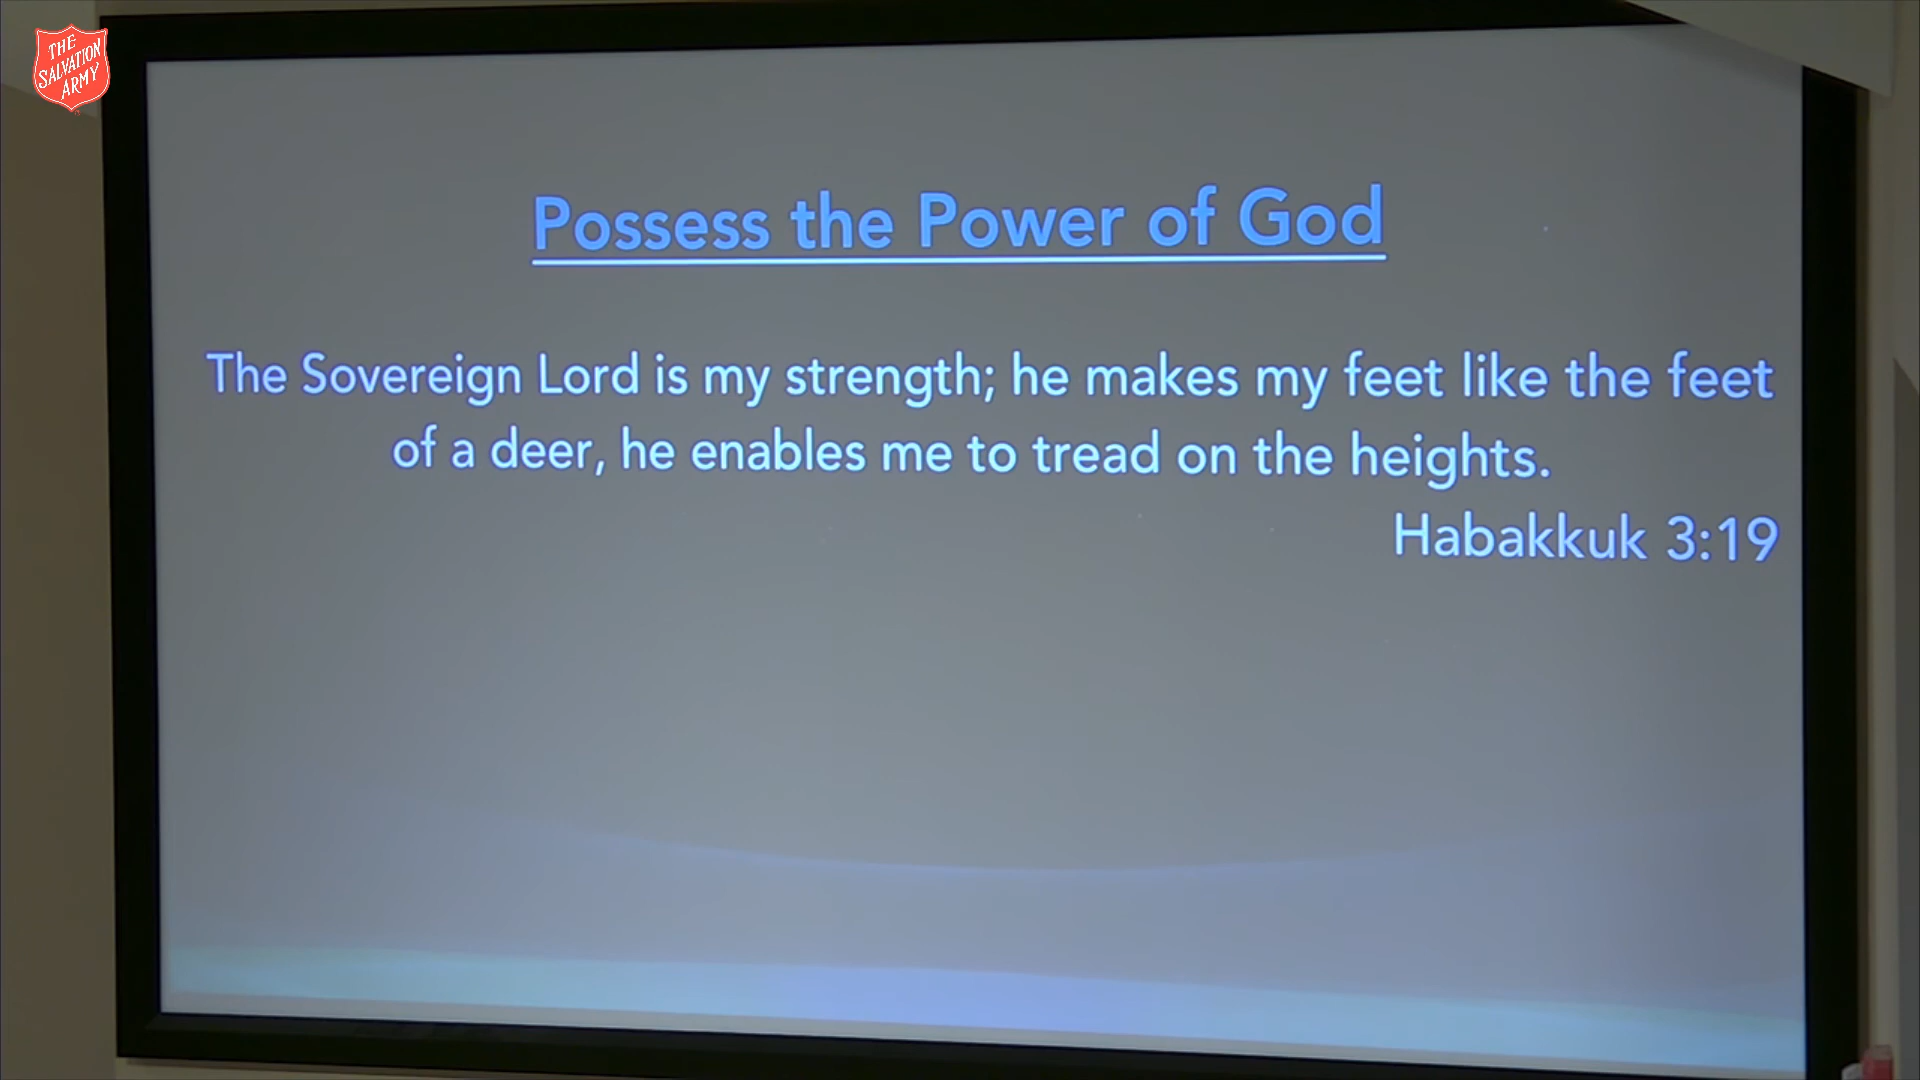 THE
SALVATION
ARMY
Possess the Power of God
The Sovereign Lord is my strength; he makes my feet like the feet
of a deer, he enables me to tread on the heights.
Habakkuk 3:19